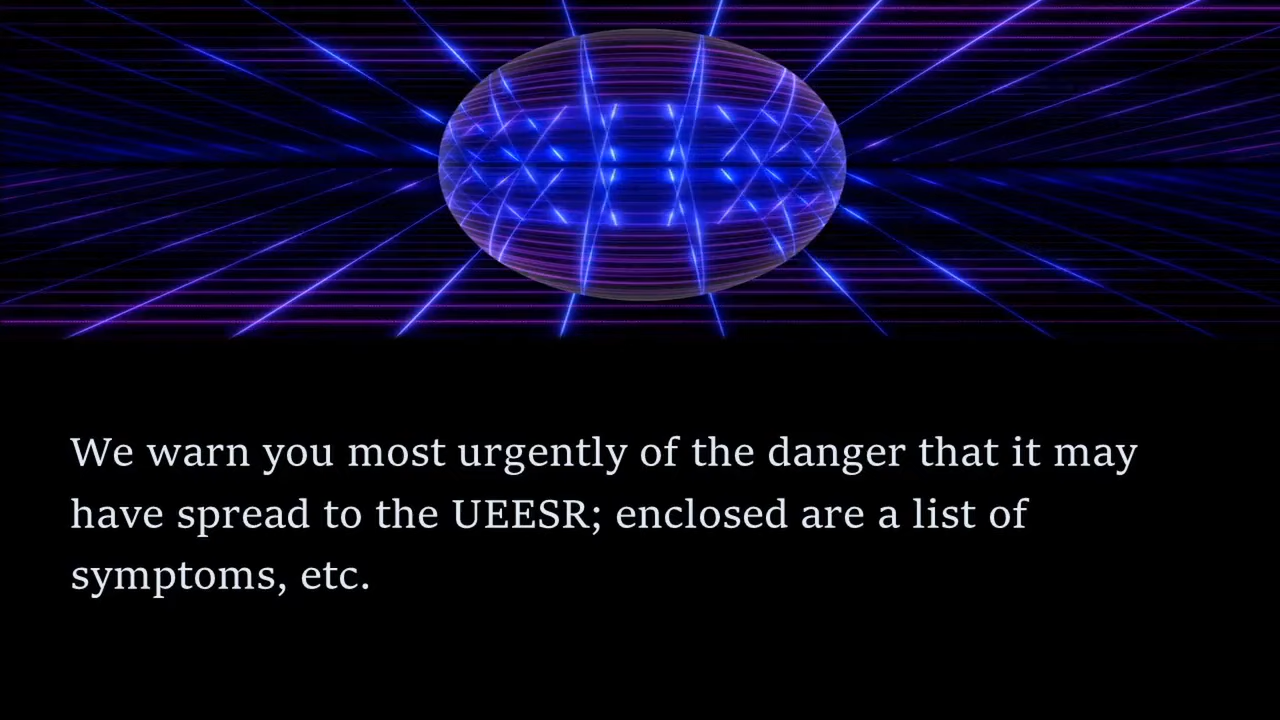 We warn you most urgently of the danger that it may
have spread to the UEESR; enclosed are a list of
symptoms, etc.